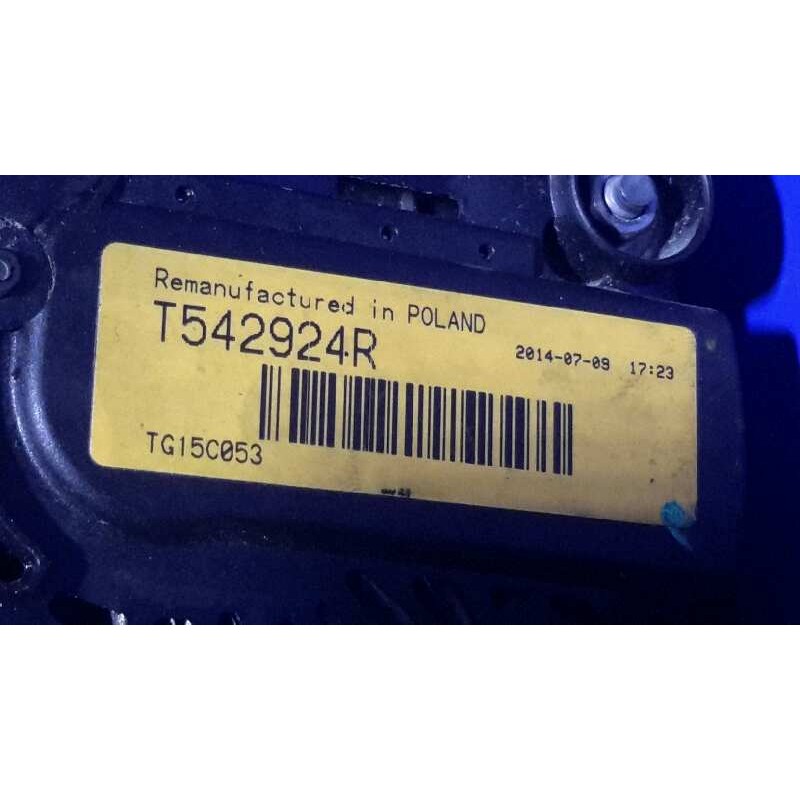 Remanufactured in POLAND
T542924R
2014-07-09 17:23
TG15C053